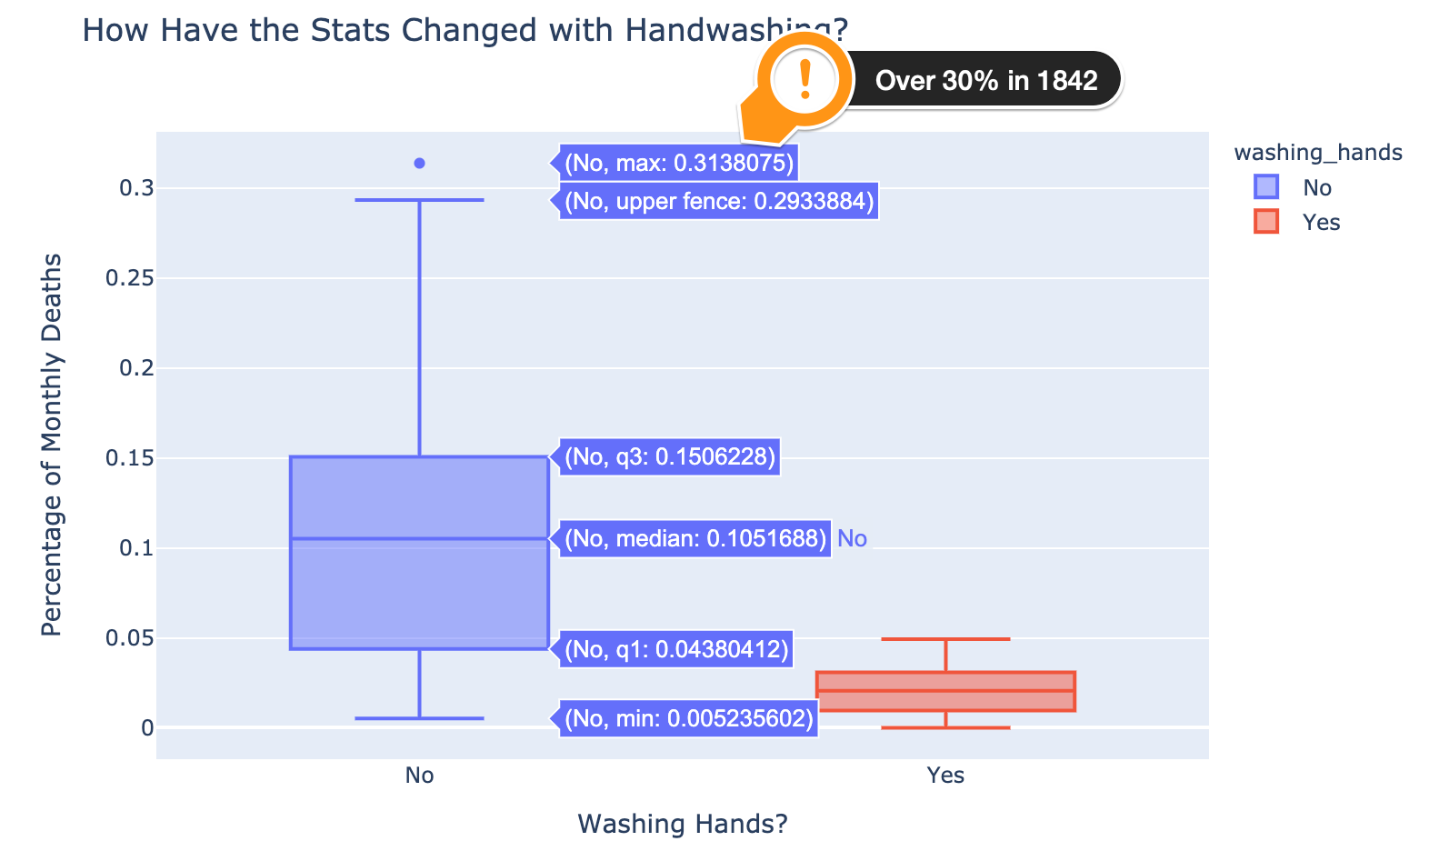 How Have the Stats Changed with Handwashing?
!
Over 30% in 1842
(No, max: 0.3138075)
(No, upper fence: 0.2933884)
(No, q3: 0.1506228)
(No, median: 0.1051688) No
(No, q1: 0.04380412)
(No, min: 0.005235602)
0.3
0.25
0.2
0.15
0.1
0.05
0
Percentage of Monthly Deaths
No
Yes
Washing Hands?
washing_hands
No
Yes